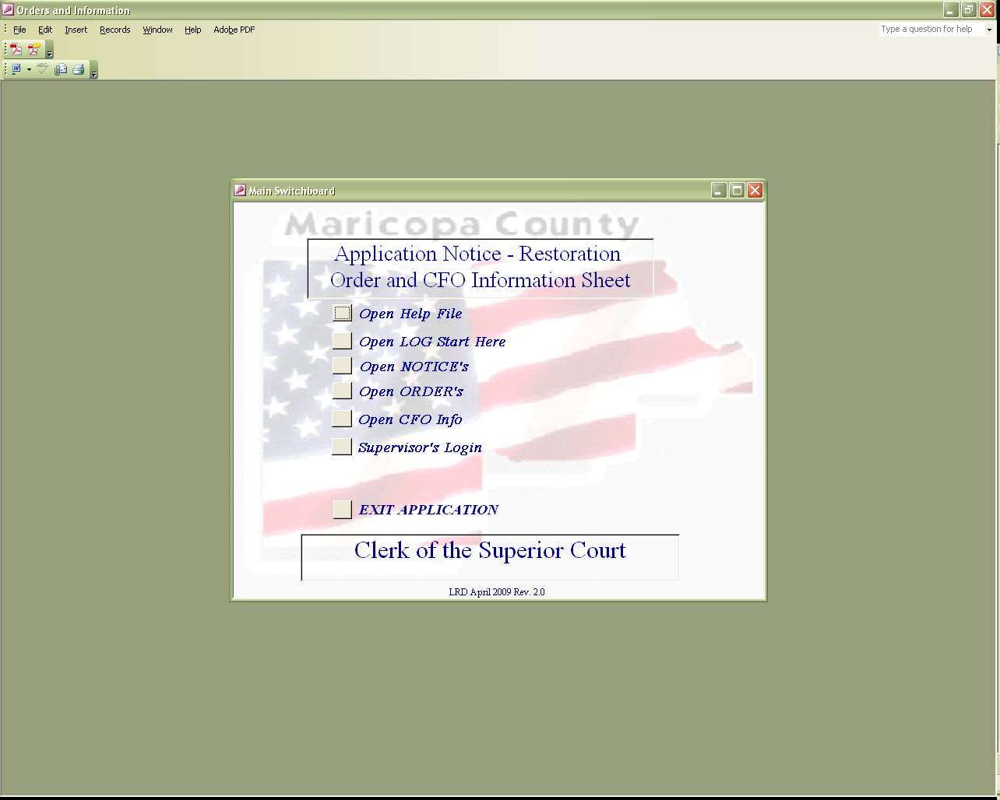 Orders and Information
File Edit Insert Records Window Help Adobe PDF
Type a question for help
W ABC
Main Switchboard
Maricopa County
Application Notice - Restoration
Order and CFO Information Sheet
Open Help File
Open LOG Start Here
Open NOTICE's
Open ORDER's
Open CFO Info
Supervisor's Login
EXIT APPLICATION
Clerk of the Superior Court
LRD April 2009 Rev. 2.0